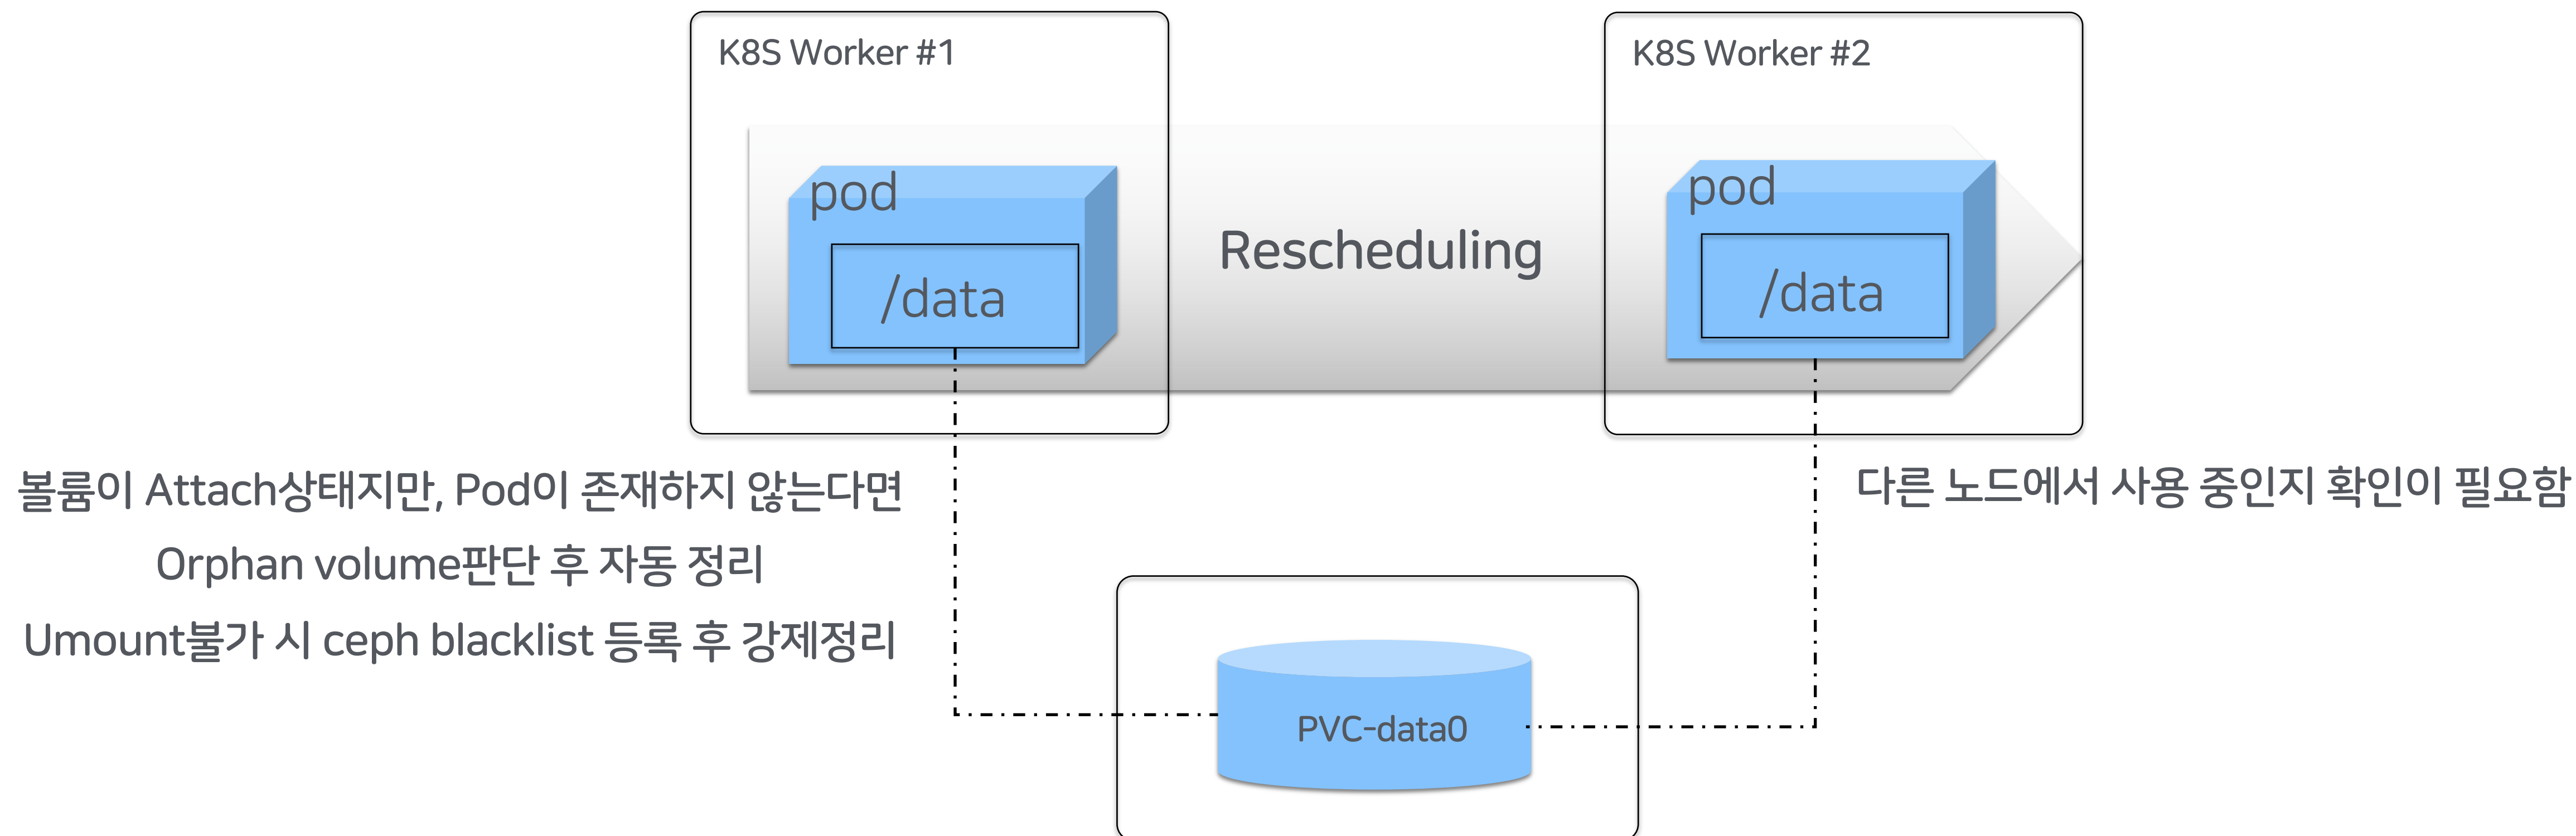 K8S Worker #1
pod
/data
Rescheduling
K8S Worker #2
pod
/data
볼륨이 Attach상태지만, Pod이 존재하지 않는다면
Orphan volume판단 후 자동 정리
Umount불가 시 ceph blacklist 등록 후 강제정리
다른 노드에서 사용 중인지 확인이 필요함
PVC-data0